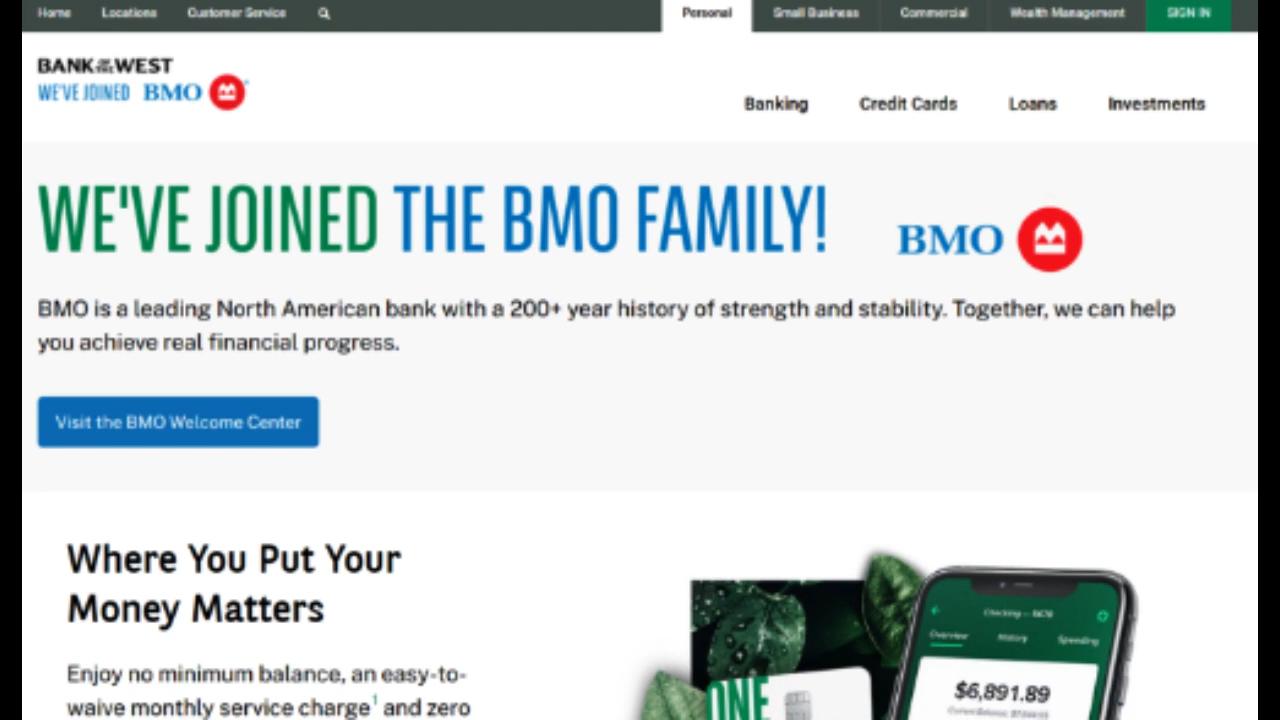 Home Locations Customer Service Personal Small Business Commercial Wealth Management SIGN IN
BANK OF THE WEST
WE'VE JOINED BMO
Banking Credit Cards Loans Investments
WE'VE JOINED THE BMO FAMILY!
BMO
BMO is a leading North American bank with a 200+ year history of strength and stability. Together, we can help
you achieve real financial progress.
Visit the BMO Welcome Center
Where You Put Your
Money Matters
Enjoy no minimum balance, an easy-to-
waive monthly service charge1 and zero
Overview History Spending
$6,891.89
ONE